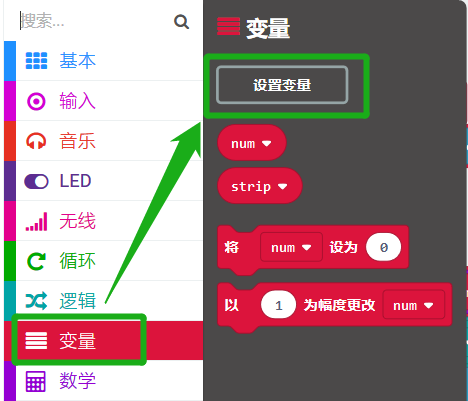 搜索...
基本
输入
音乐
LED
无线
循环
逻辑
变量
数学
变量
设置变量
num
strip
将 num 设为 0
以 1 为幅度更改 num